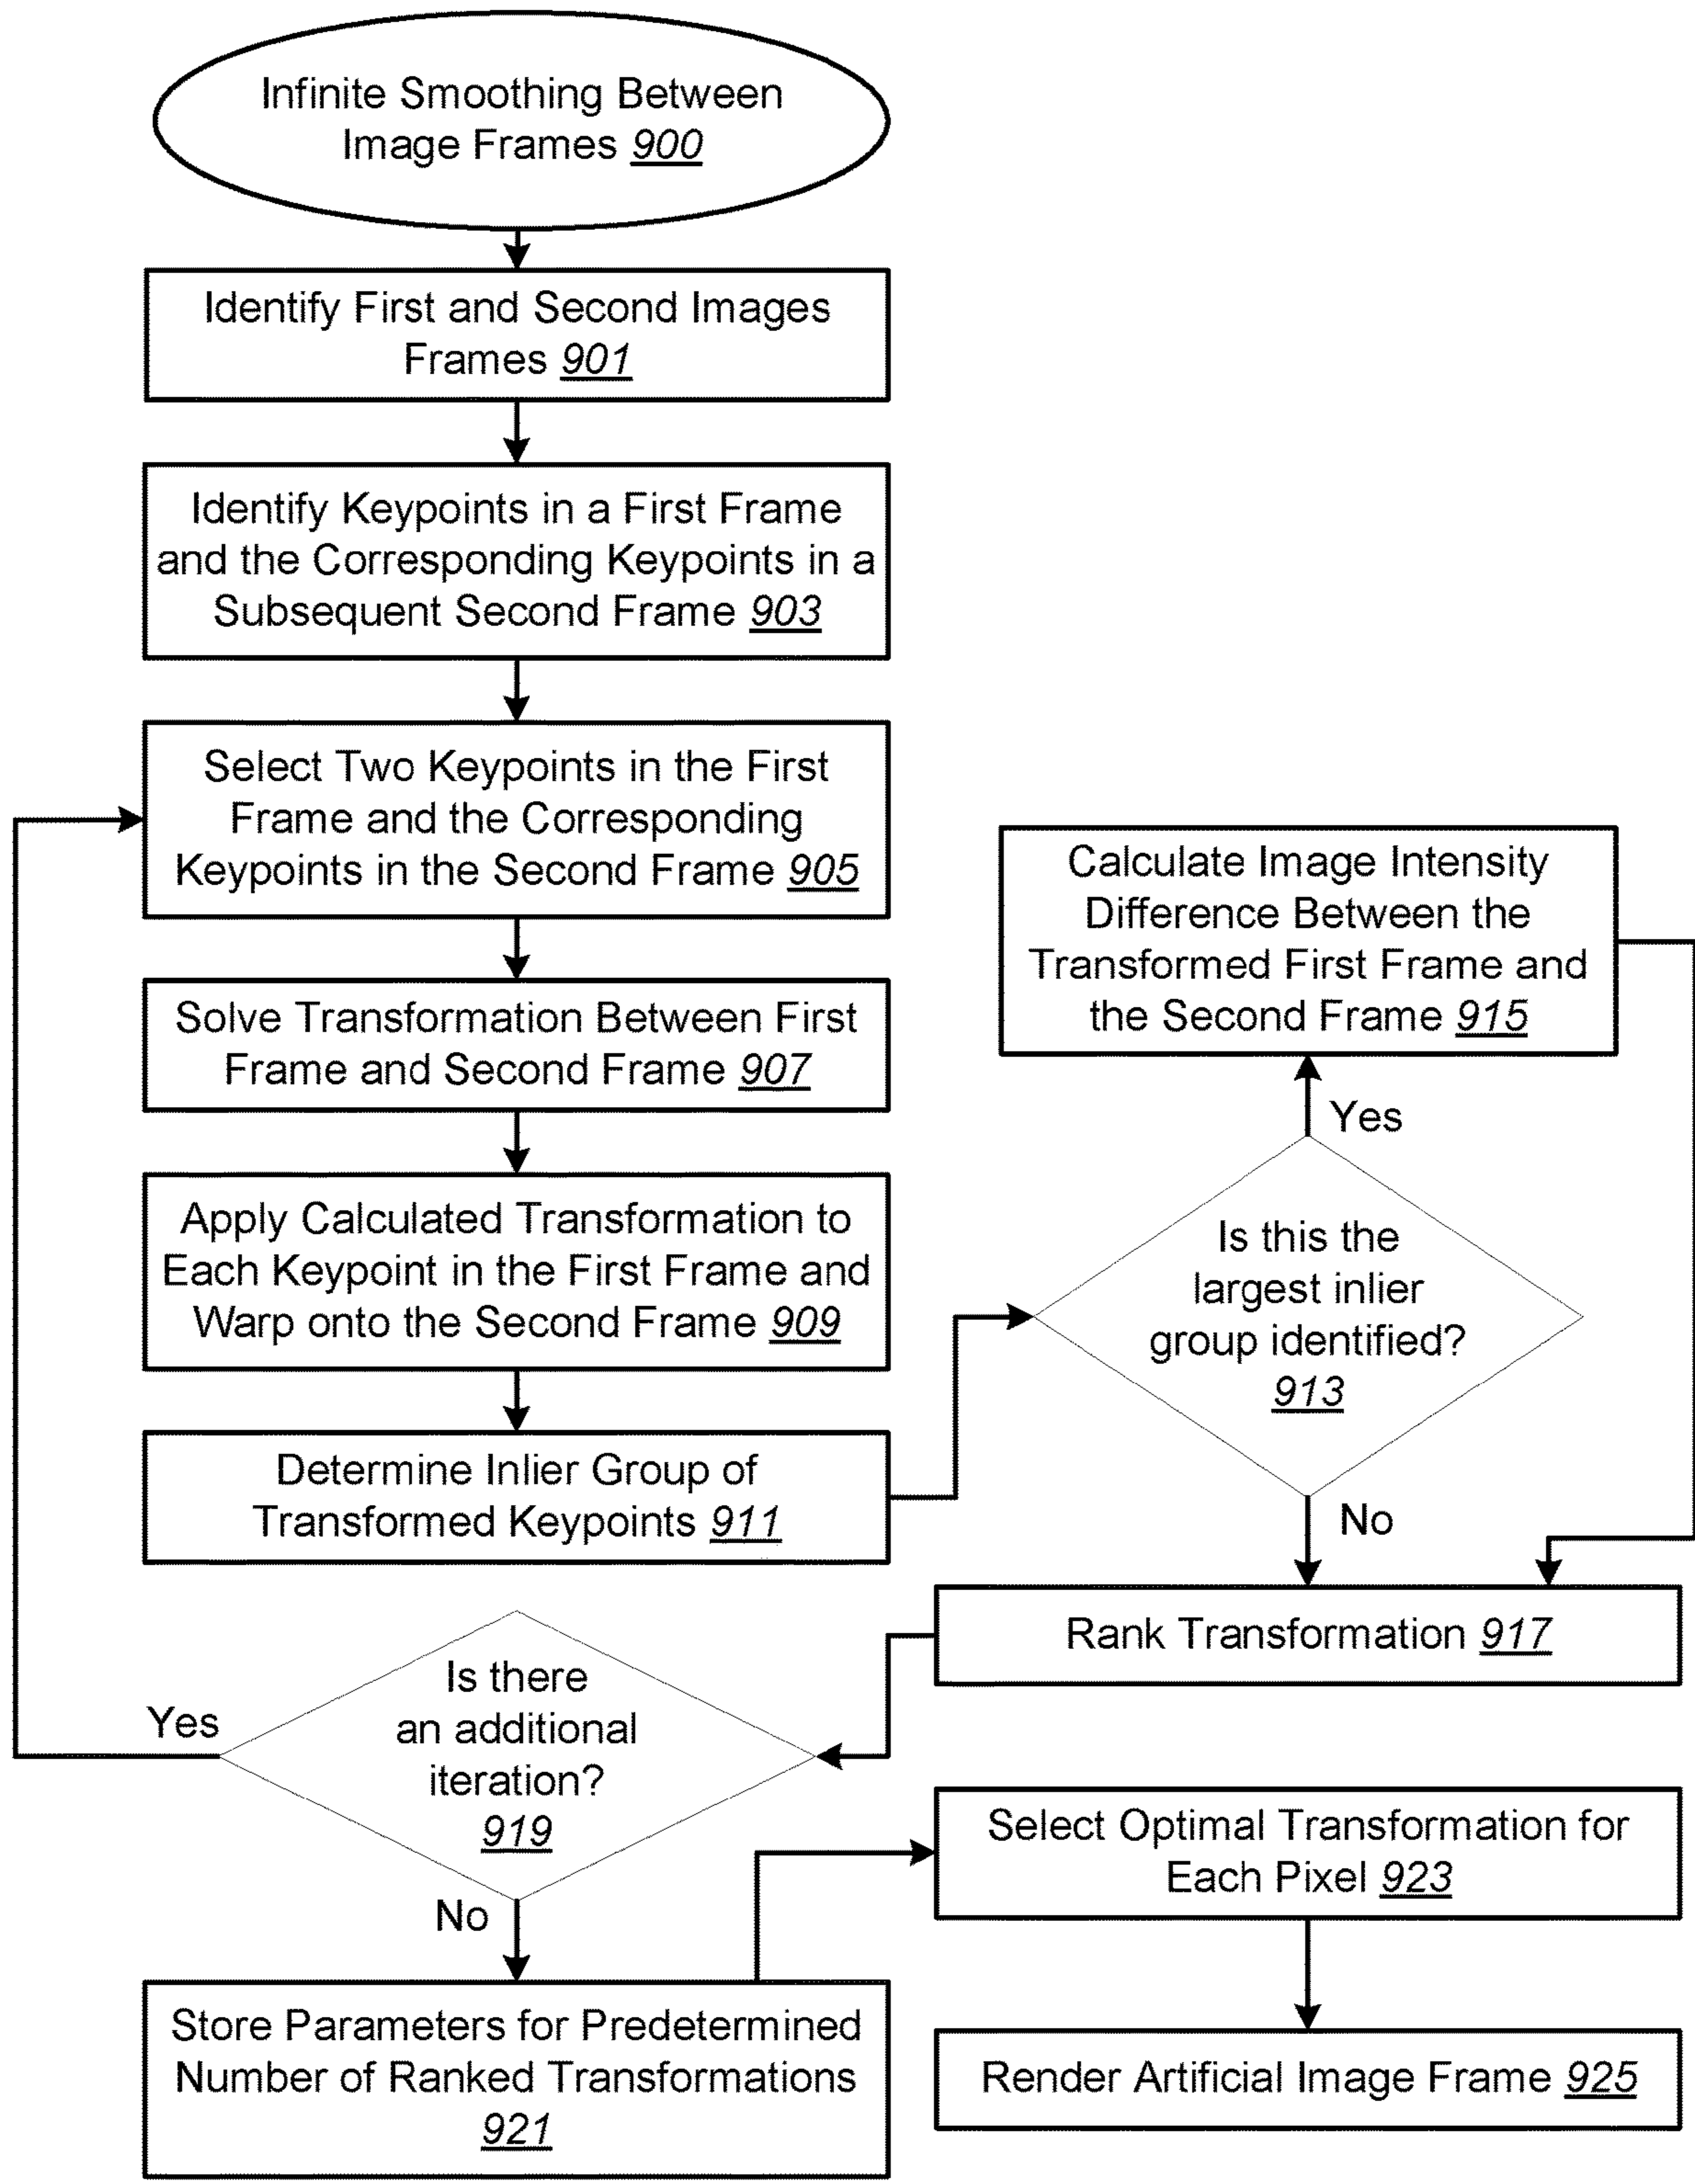 Infinite Smoothing Between
Image Frames 900
Identify First and Second Images
Frames 901
Identify Keypoints in a First Frame
and the Corresponding Keypoints in a
Subsequent Second Frame 903
Select Two Keypoints in the First
Frame and the Corresponding
Keypoints in the Second Frame 905
Solve Transformation Between First
Frame and Second Frame 907
Apply Calculated Transformation to
Each Keypoint in the First Frame and
Warp onto the Second Frame 909
Determine Inlier Group of
Transformed Keypoints 911
Is this the
largest inlier
group identified?
913
Yes
No
Calculate Image Intensity
Difference Between the
Transformed First Frame and
the Second Frame 915
Rank Transformation 917
Is there
an additional
iteration?
919
Yes
No
Store Parameters for Predetermined
Number of Ranked Transformations
921
Select Optimal Transformation for
Each Pixel 923
Render Artificial Image Frame 925